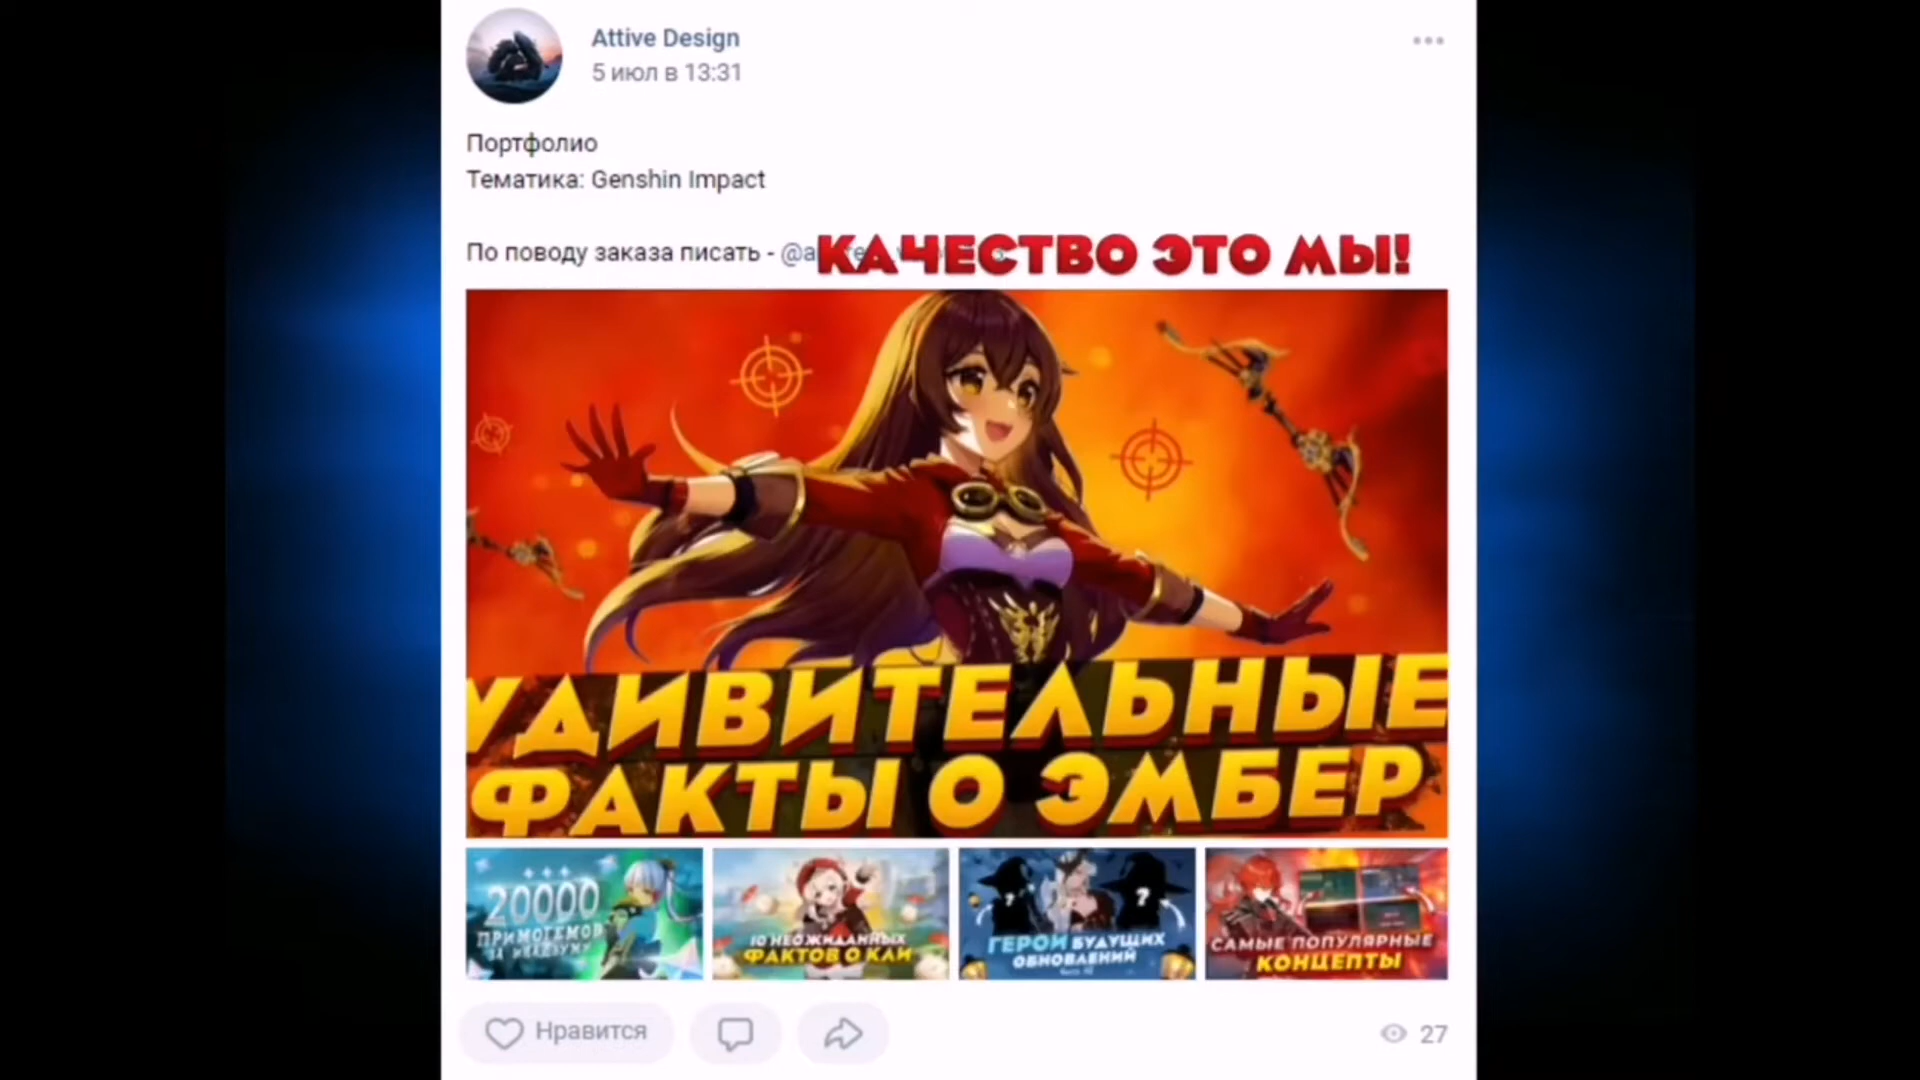 Attive Design
5 июл в 13:31
Портфолио
Тематика: Genshin Impact
По поводу заказа писать -
КАЧЕСТВО ЭТО МЫ!
УДИВИТЕЛЬНЫЕ
ФАКТЫ О ЭМБЕР
20000
ПРИМОГЕМОВ
ЗА
10 НЕОЖИДАННЫХ
ФАКТОВ О КЛИ
? ?
ГЕРОИ БУДУЩИХ
ОБНОВЛЕНИЙ
САМЫЕ ПОПУЛЯРНЫЕ
КОНЦЕПТЫ
Нравится
27